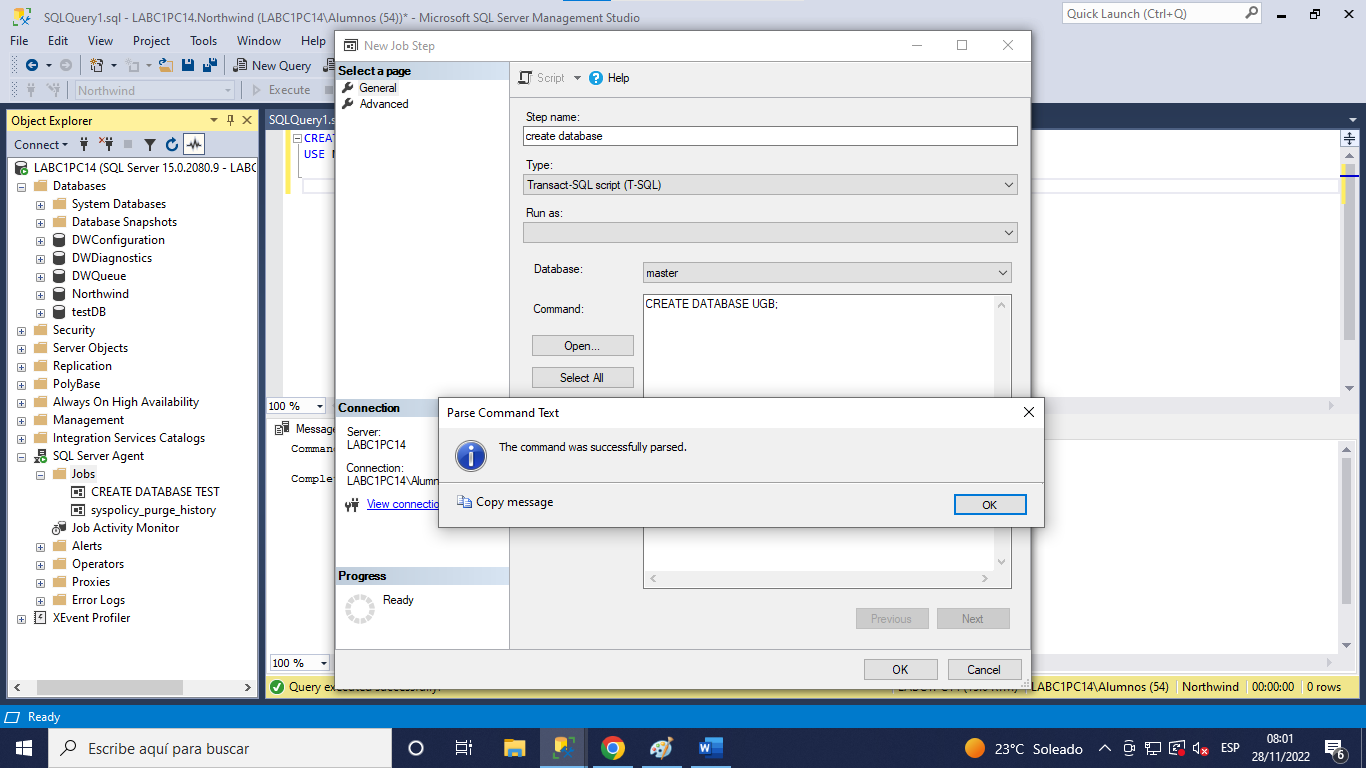 SQLQuery1.sql - LABC1PC14.Northwind (LABC1PC14\Alumnos (54))* - Microsoft SQL Server Management Studio
Quick Launch (Ctrl+Q)
File Edit View Project Tools Window Help
New Query
Northwind
Execute
Object Explorer
Connect
LABC1PC14 (SQL Server 15.0.2080.9 - LABC
Databases
System Databases
Database Snapshots
DWConfiguration
DWDiagnostics
DWQueue
Northwind
testDB
Security
Server Objects
Replication
PolyBase
Always On High Availability
Management
Integration Services Catalogs
SQL Server Agent
Jobs
CREATE DATABASE TEST
syspolicy_purge_history
Job Activity Monitor
Alerts
Operators
Proxies
Error Logs
XEvent Profiler
SQLQuery1.s
CREA
USE
100 %
Message
Comman
Comple
100 %
New Job Step
Select a page
General
Advanced
Script
Help
Step name:
create database
Type:
Transact-SQL script (T-SQL)
Run as:
Database:
master
Command:
CREATE DATABASE UGB;
Open...
Select All
Connection
Server:
LABC1PC14
Connection:
LABC1PC14\Alumn
View connectio
Progress
Ready
Previous
Next
OK
Cancel
Parse Command Text
The command was successfully parsed.
Copy message
OK
Query executed successfully.
LABC1PC14\Alumnos (54)
Northwind
00:00:00
0 rows
Ready
Escribe aquí para buscar
23°C Soleado
ESP
08:01
28/11/2022
6